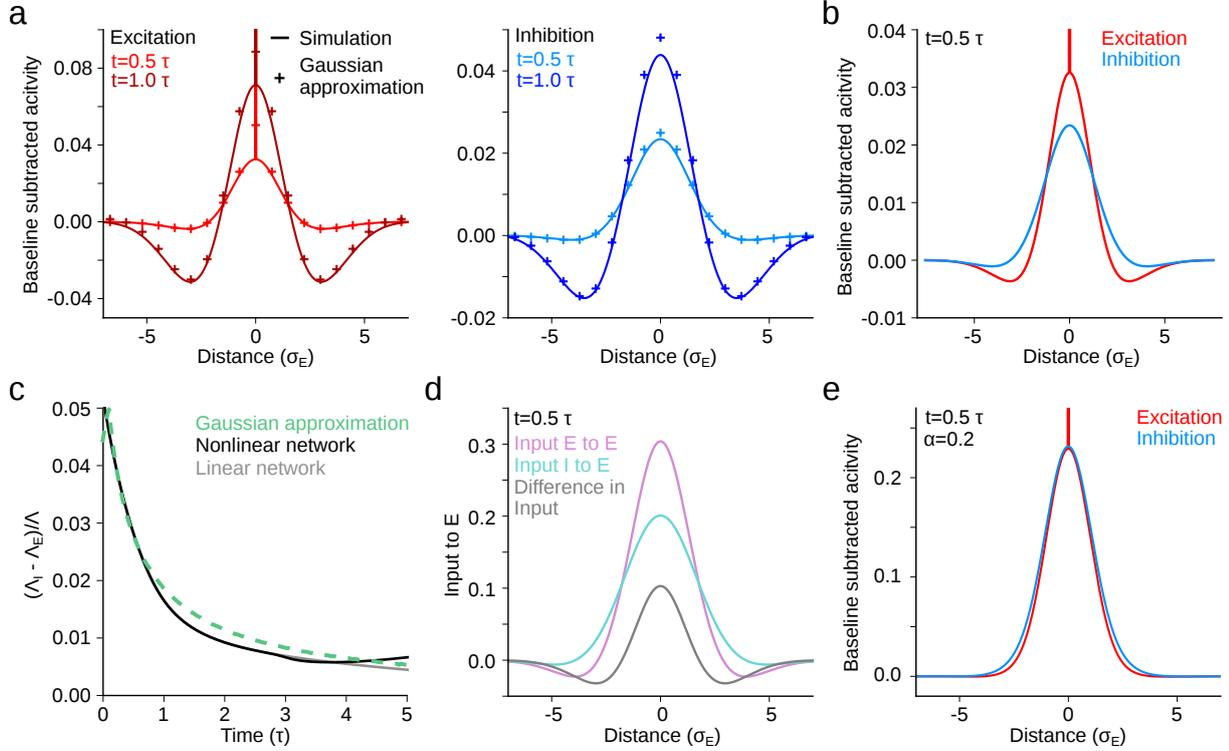 a
Excitation
t=0.5 τ
t=1.0 τ
Simulation
Gaussian
approximation
Baseline subtracted acitvity
0.08
0.04
0.00
-0.04
-5
0
5
Distance (σE)
Inhibition
t=0.5 τ
t=1.0 τ
0.04
0.02
0.00
-0.02
-5
0
5
Distance (σE)
b
t=0.5 τ
Excitation
Inhibition
Baseline subtracted acitvity
0.04
0.03
0.02
0.01
0.00
-0.01
-5
0
5
Distance (σE)
c
Gaussian approximation
Nonlinear network
Linear network
(ΛI - ΛE)/Λ
0.05
0.04
0.03
0.02
0.01
0.00
0
1
2
3
4
5
Time (τ)
d
t=0.5 τ
Input E to E
Input I to E
Difference in
Input
Input to E
0.3
0.2
0.1
0.0
-5
0
5
Distance (σE)
e
t=0.5 τ
α=0.2
Excitation
Inhibition
Baseline subtracted acitvity
0.2
0.1
0.0
-5
0
5
Distance (σE)